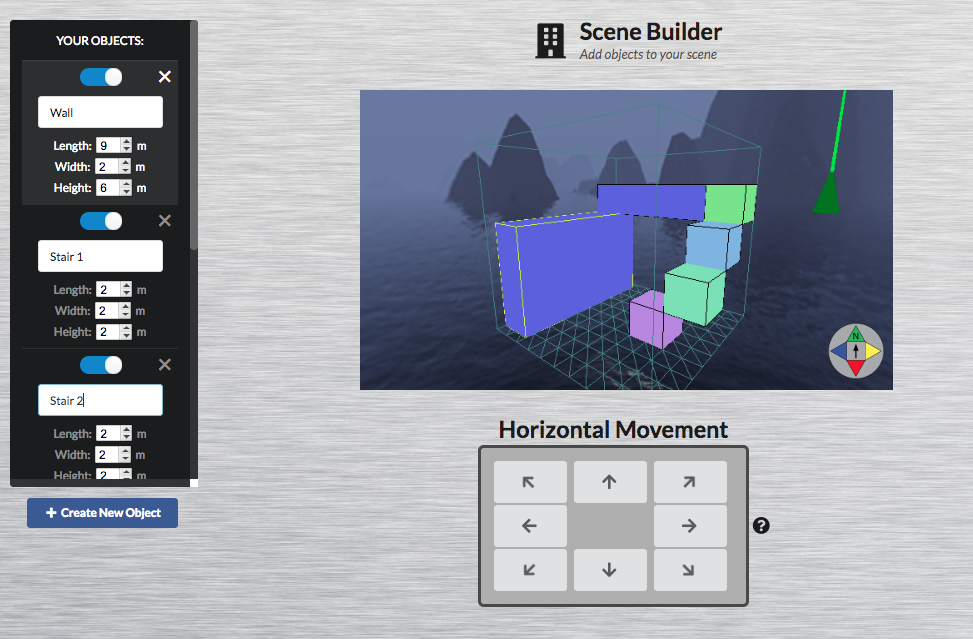 YOUR OBJECTS:
Wall
Length: 9 m
Width: 2 m
Height: 6 m
Stair 1
Length: 2 m
Width: 2 m
Height: 2 m
Stair 2
Length: 2 m
Width: 2 m
Height: 2 m
+ Create New Object
Scene Builder
Add objects to your scene
N
Horizontal Movement
?